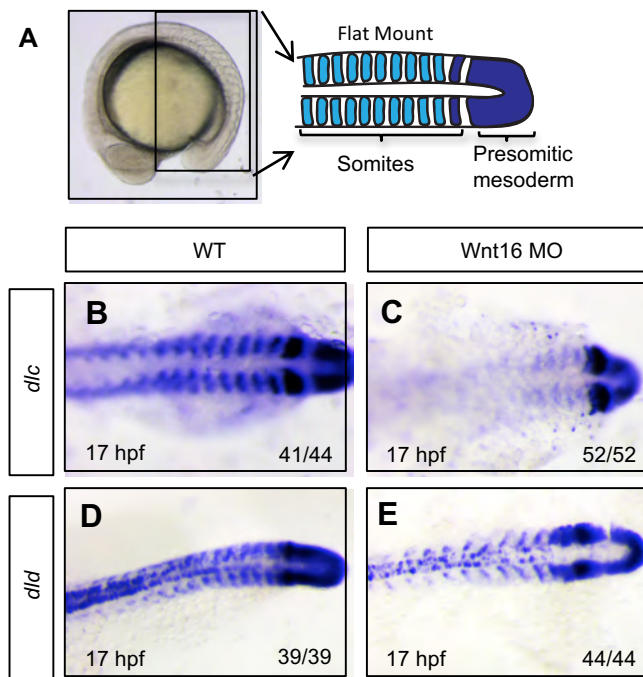 A
Flat Mount
Somites
Presomitic
mesoderm
WT
Wnt16 MO
dlc
B
17 hpf
41/44
C
17 hpf
52/52
dld
D
17 hpf
39/39
E
17 hpf
44/44